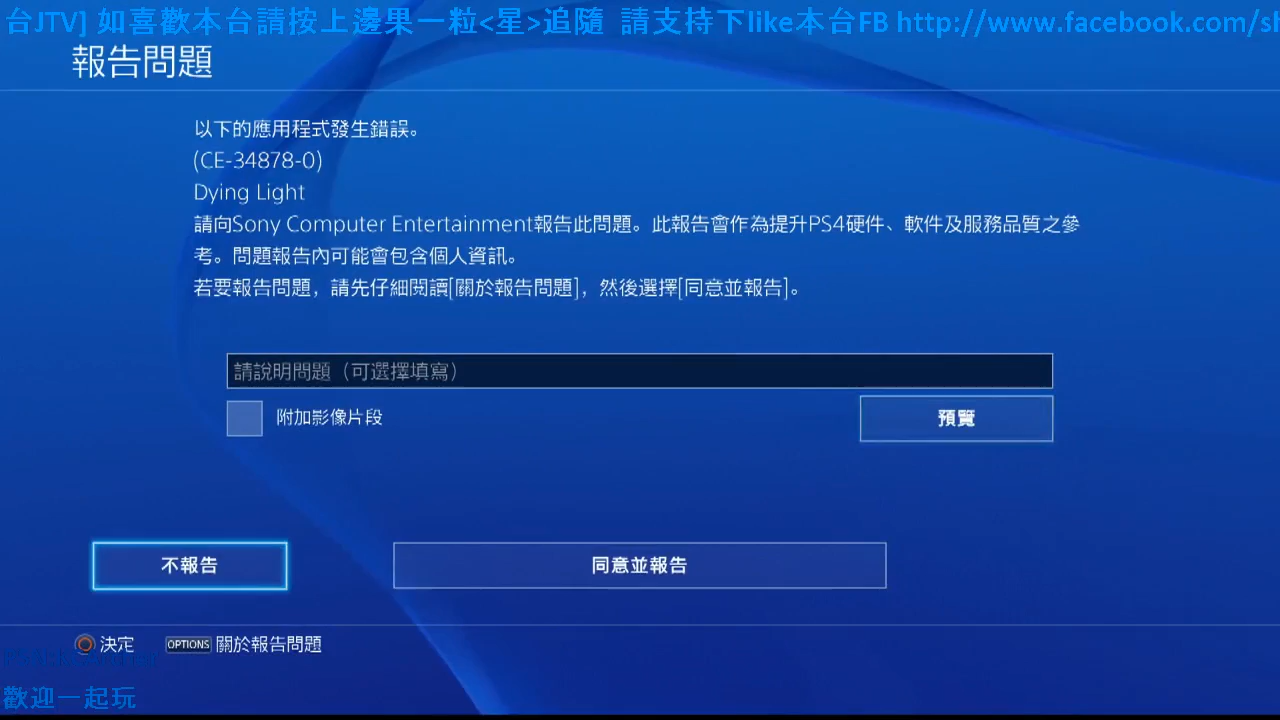 台JTV] 如喜歡本台請按上邊果一粒<星>追隨 請支持下like本台FB http://www.facebook.com/
報告問題
以下的應用程式發生錯誤。
(CE-34878-0)
Dying Light
請向Sony Computer Entertainment報告此問題。此報告會作為提升PS4硬件、軟件及服務品質之參
考。問題報告內可能會包含個人資訊。
若要報告問題，請先仔細閱讀[關於報告問題]，然後選擇[同意並報告]。
請說明問題（可選擇填寫）
附加影像片段
預覽
不報告
同意並報告
決定
OPTIONS 關於報告問題
歡迎一起玩